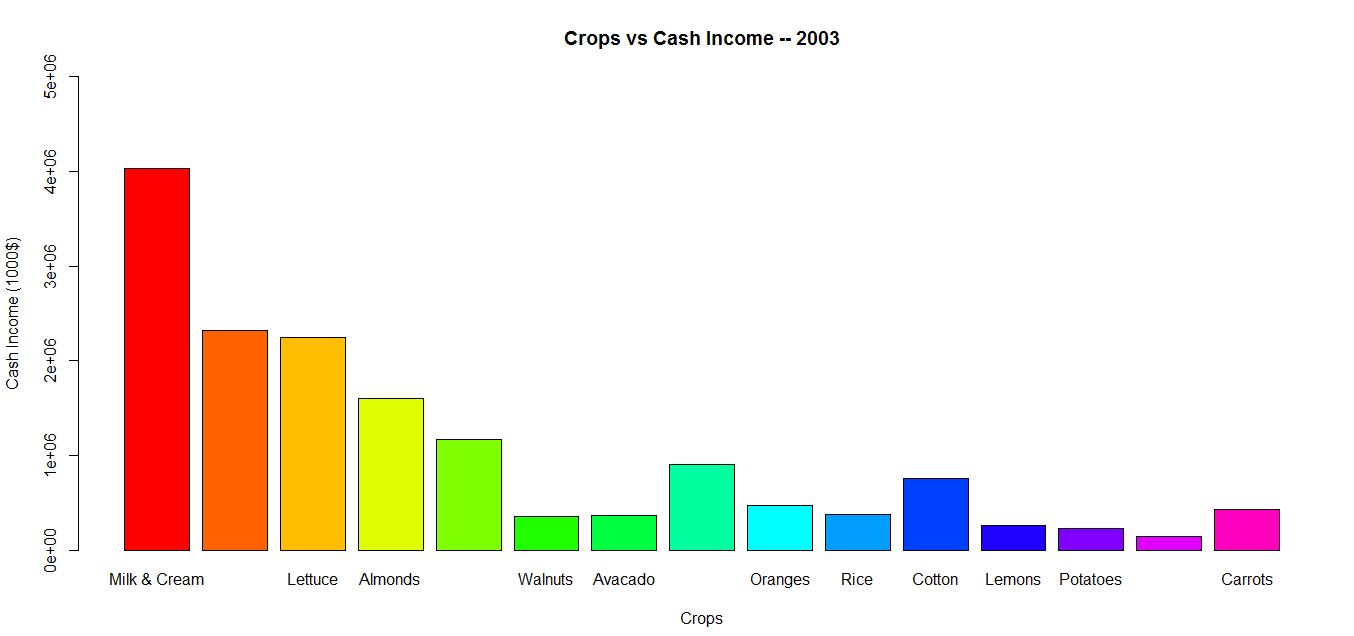 Crops vs Cash Income -- 2003
Cash Income (1000$)
5e+06
4e+06
3e+06
2e+06
1e+06
0e+00
Milk & Cream Lettuce Almonds Walnuts Avacado Oranges Rice Cotton Lemons Potatoes Carrots
Crops